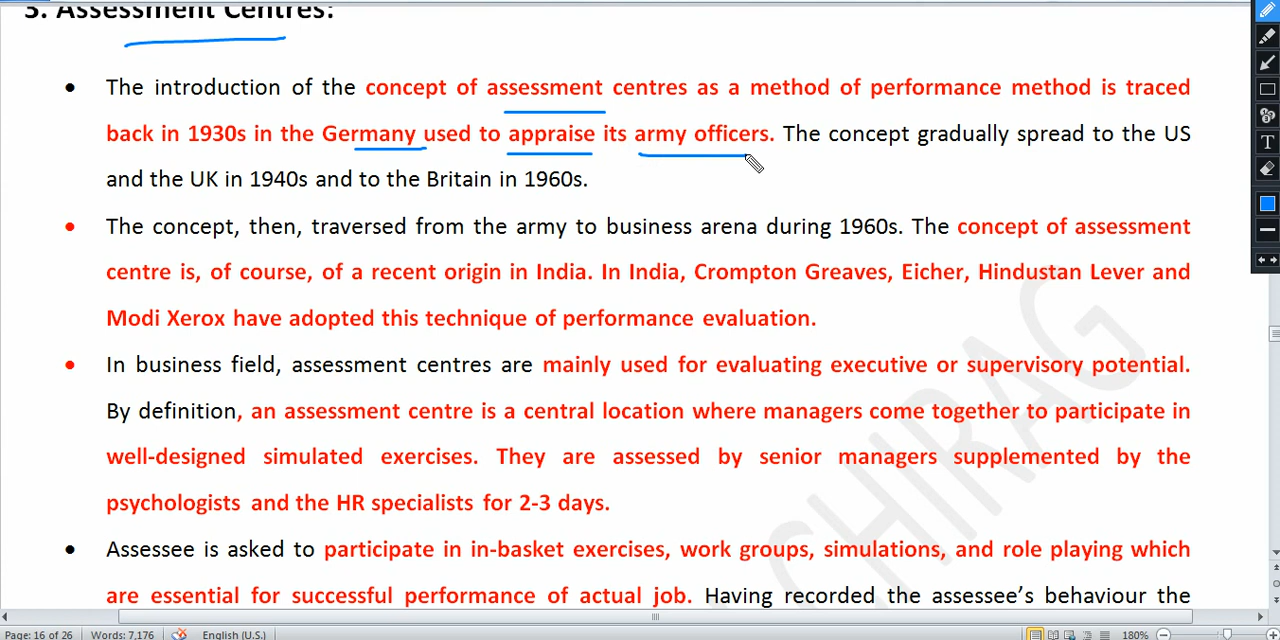 3. Assessment Centres:
• The introduction of the concept of assessment centres as a method of performance method is traced
back in 1930s in the Germany used to appraise its army officers. The concept gradually spread to the US
and the UK in 1940s and to the Britain in 1960s.
• The concept, then, traversed from the army to business arena during 1960s. The concept of assessment
centre is, of course, of a recent origin in India. In India, Crompton Greaves, Eicher, Hindustan Lever and
Modi Xerox have adopted this technique of performance evaluation.
• In business field, assessment centres are mainly used for evaluating executive or supervisory potential.
By definition, an assessment centre is a central location where managers come together to participate in
well-designed simulated exercises. They are assessed by senior managers supplemented by the
psychologists and the HR specialists for 2-3 days.
• Assessee is asked to participate in in-basket exercises, work groups, simulations, and role playing which
are essential for successful performance of actual job. Having recorded the assessee's behaviour the
CHIRAG
T
Page: 16 of 26 Words: 7,176 English (U.S.) 180%